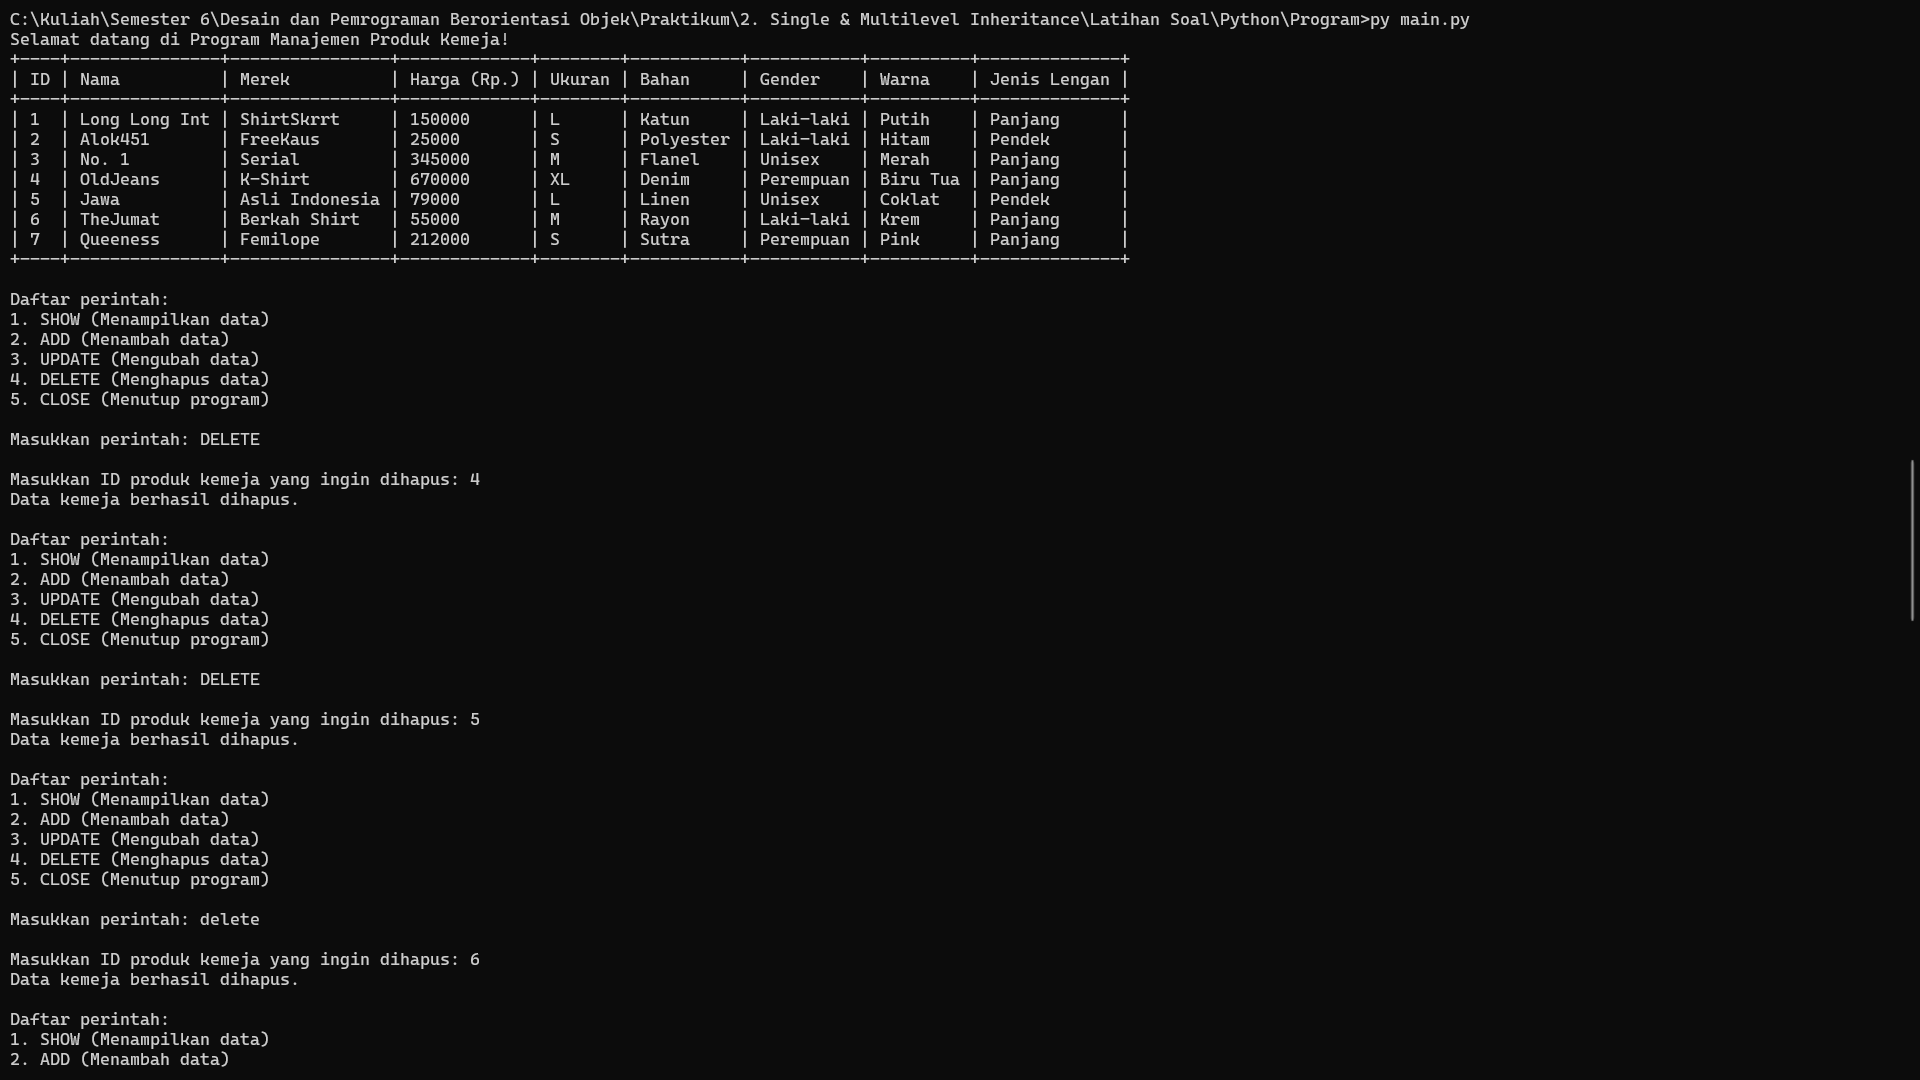 C:\Kuliah\Semester 6\Desain dan Pemrograman Berorientasi Objek\Praktikum\2. Single & Multilevel Inheritance\Latihan Soal\Python\Program>py main.py
Selamat datang di Program Manajemen Produk Kemeja!
+----+---------------+----------------+-------------+--------+-----------+-----------+----------+--------------+
| ID | Nama          | Merek          | Harga (Rp.) | Ukuran | Bahan     | Gender    | Warna    | Jenis Lengan |
+----+---------------+----------------+-------------+--------+-----------+-----------+----------+--------------+
| 1  | Long Long Int | ShirtSkrrt     | 150000      | L      | Katun     | Laki-laki | Putih    | Panjang      |
| 2  | Alok451       | FreeKaus       | 25000       | S      | Polyester | Laki-laki | Hitam    | Pendek       |
| 3  | No. 1         | Serial         | 345000      | M      | Flanel    | Unisex    | Merah    | Panjang      |
| 4  | OldJeans      | K-Shirt        | 670000      | XL     | Denim     | Perempuan | Biru Tua | Panjang      |
| 5  | Jawa          | Asli Indonesia | 79000       | L      | Linen     | Unisex    | Coklat   | Pendek       |
| 6  | TheJumat      | Berkah Shirt   | 55000       | M      | Rayon     | Laki-laki | Krem     | Panjang      |
| 7  | Queeness      | Femilope       | 212000      | S      | Sutra     | Perempuan | Pink     | Panjang      |
+----+---------------+----------------+-------------+--------+-----------+-----------+----------+--------------+

Daftar perintah:
1. SHOW (Menampilkan data)
2. ADD (Menambah data)
3. UPDATE (Mengubah data)
4. DELETE (Menghapus data)
5. CLOSE (Menutup program)

Masukkan perintah: DELETE

Masukkan ID produk kemeja yang ingin dihapus: 4
Data kemeja berhasil dihapus.

Daftar perintah:
1. SHOW (Menampilkan data)
2. ADD (Menambah data)
3. UPDATE (Mengubah data)
4. DELETE (Menghapus data)
5. CLOSE (Menutup program)

Masukkan perintah: DELETE

Masukkan ID produk kemeja yang ingin dihapus: 5
Data kemeja berhasil dihapus.

Daftar perintah:
1. SHOW (Menampilkan data)
2. ADD (Menambah data)
3. UPDATE (Mengubah data)
4. DELETE (Menghapus data)
5. CLOSE (Menutup program)

Masukkan perintah: delete

Masukkan ID produk kemeja yang ingin dihapus: 6
Data kemeja berhasil dihapus.

Daftar perintah:
1. SHOW (Menampilkan data)
2. ADD (Menambah data)